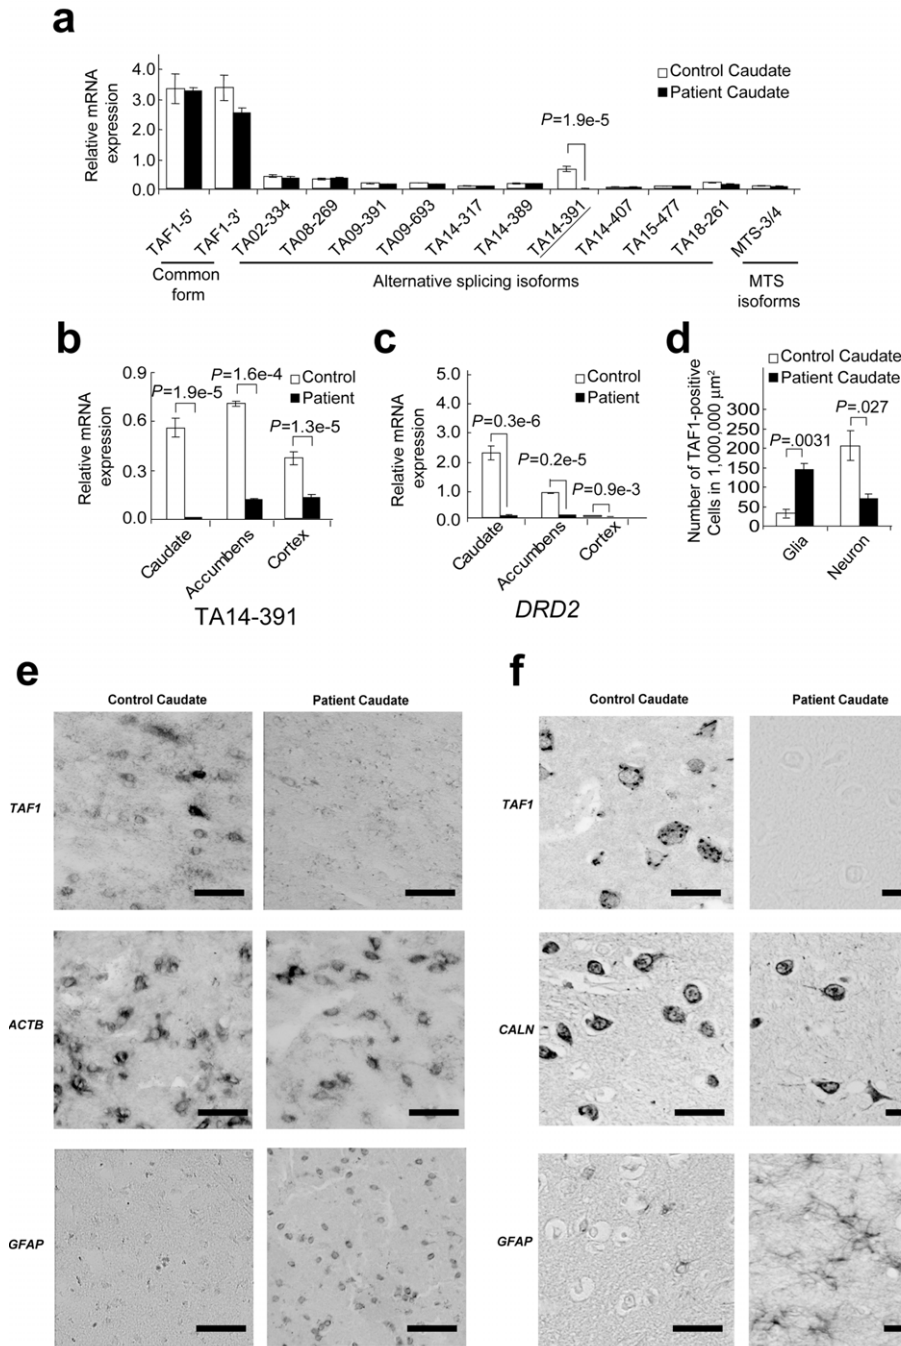 a
Relative mRNA
expression
4.0
3.0
2.0
1.0
0.0
Control Caudate
Patient Caudate
P=1.9e-5
TAF1-5'
TAF1-3'
TA02-334
TA08-269
TA09-391
TA09-693
TA14-317
TA14-389
TA14-391
TA14-407
TA15-477
TA18-261
MTS-3/4
Common
form
Alternative splicing isoforms
MTS
isoforms
b
Relative mRNA
expression
0.9
0.6
0.3
0.0
P=1.9e-5
P=1.6e-4
P=1.3e-5
Control
Patient
Caudate
Accumbens
Cortex
TA14-391
c
Relative mRNA
expression
5.0
4.0
3.0
2.0
1.0
0.0
P=0.3e-6
P=0.2e-5
P=0.9e-3
Control
Patient
Caudate
Accumbens
Cortex
DRD2
d
Number of TAF1-positive
Cells in 1,000,000 µm²
300
250
200
150
100
50
0
Control Caudate
Patient Caudate
P=.0031
P=.027
Glia
Neuron
e
Control Caudate
Patient Caudate
TAF1
ACTB
GFAP
f
Control Caudate
Patient Caudate
TAF1
CALN
GFAP